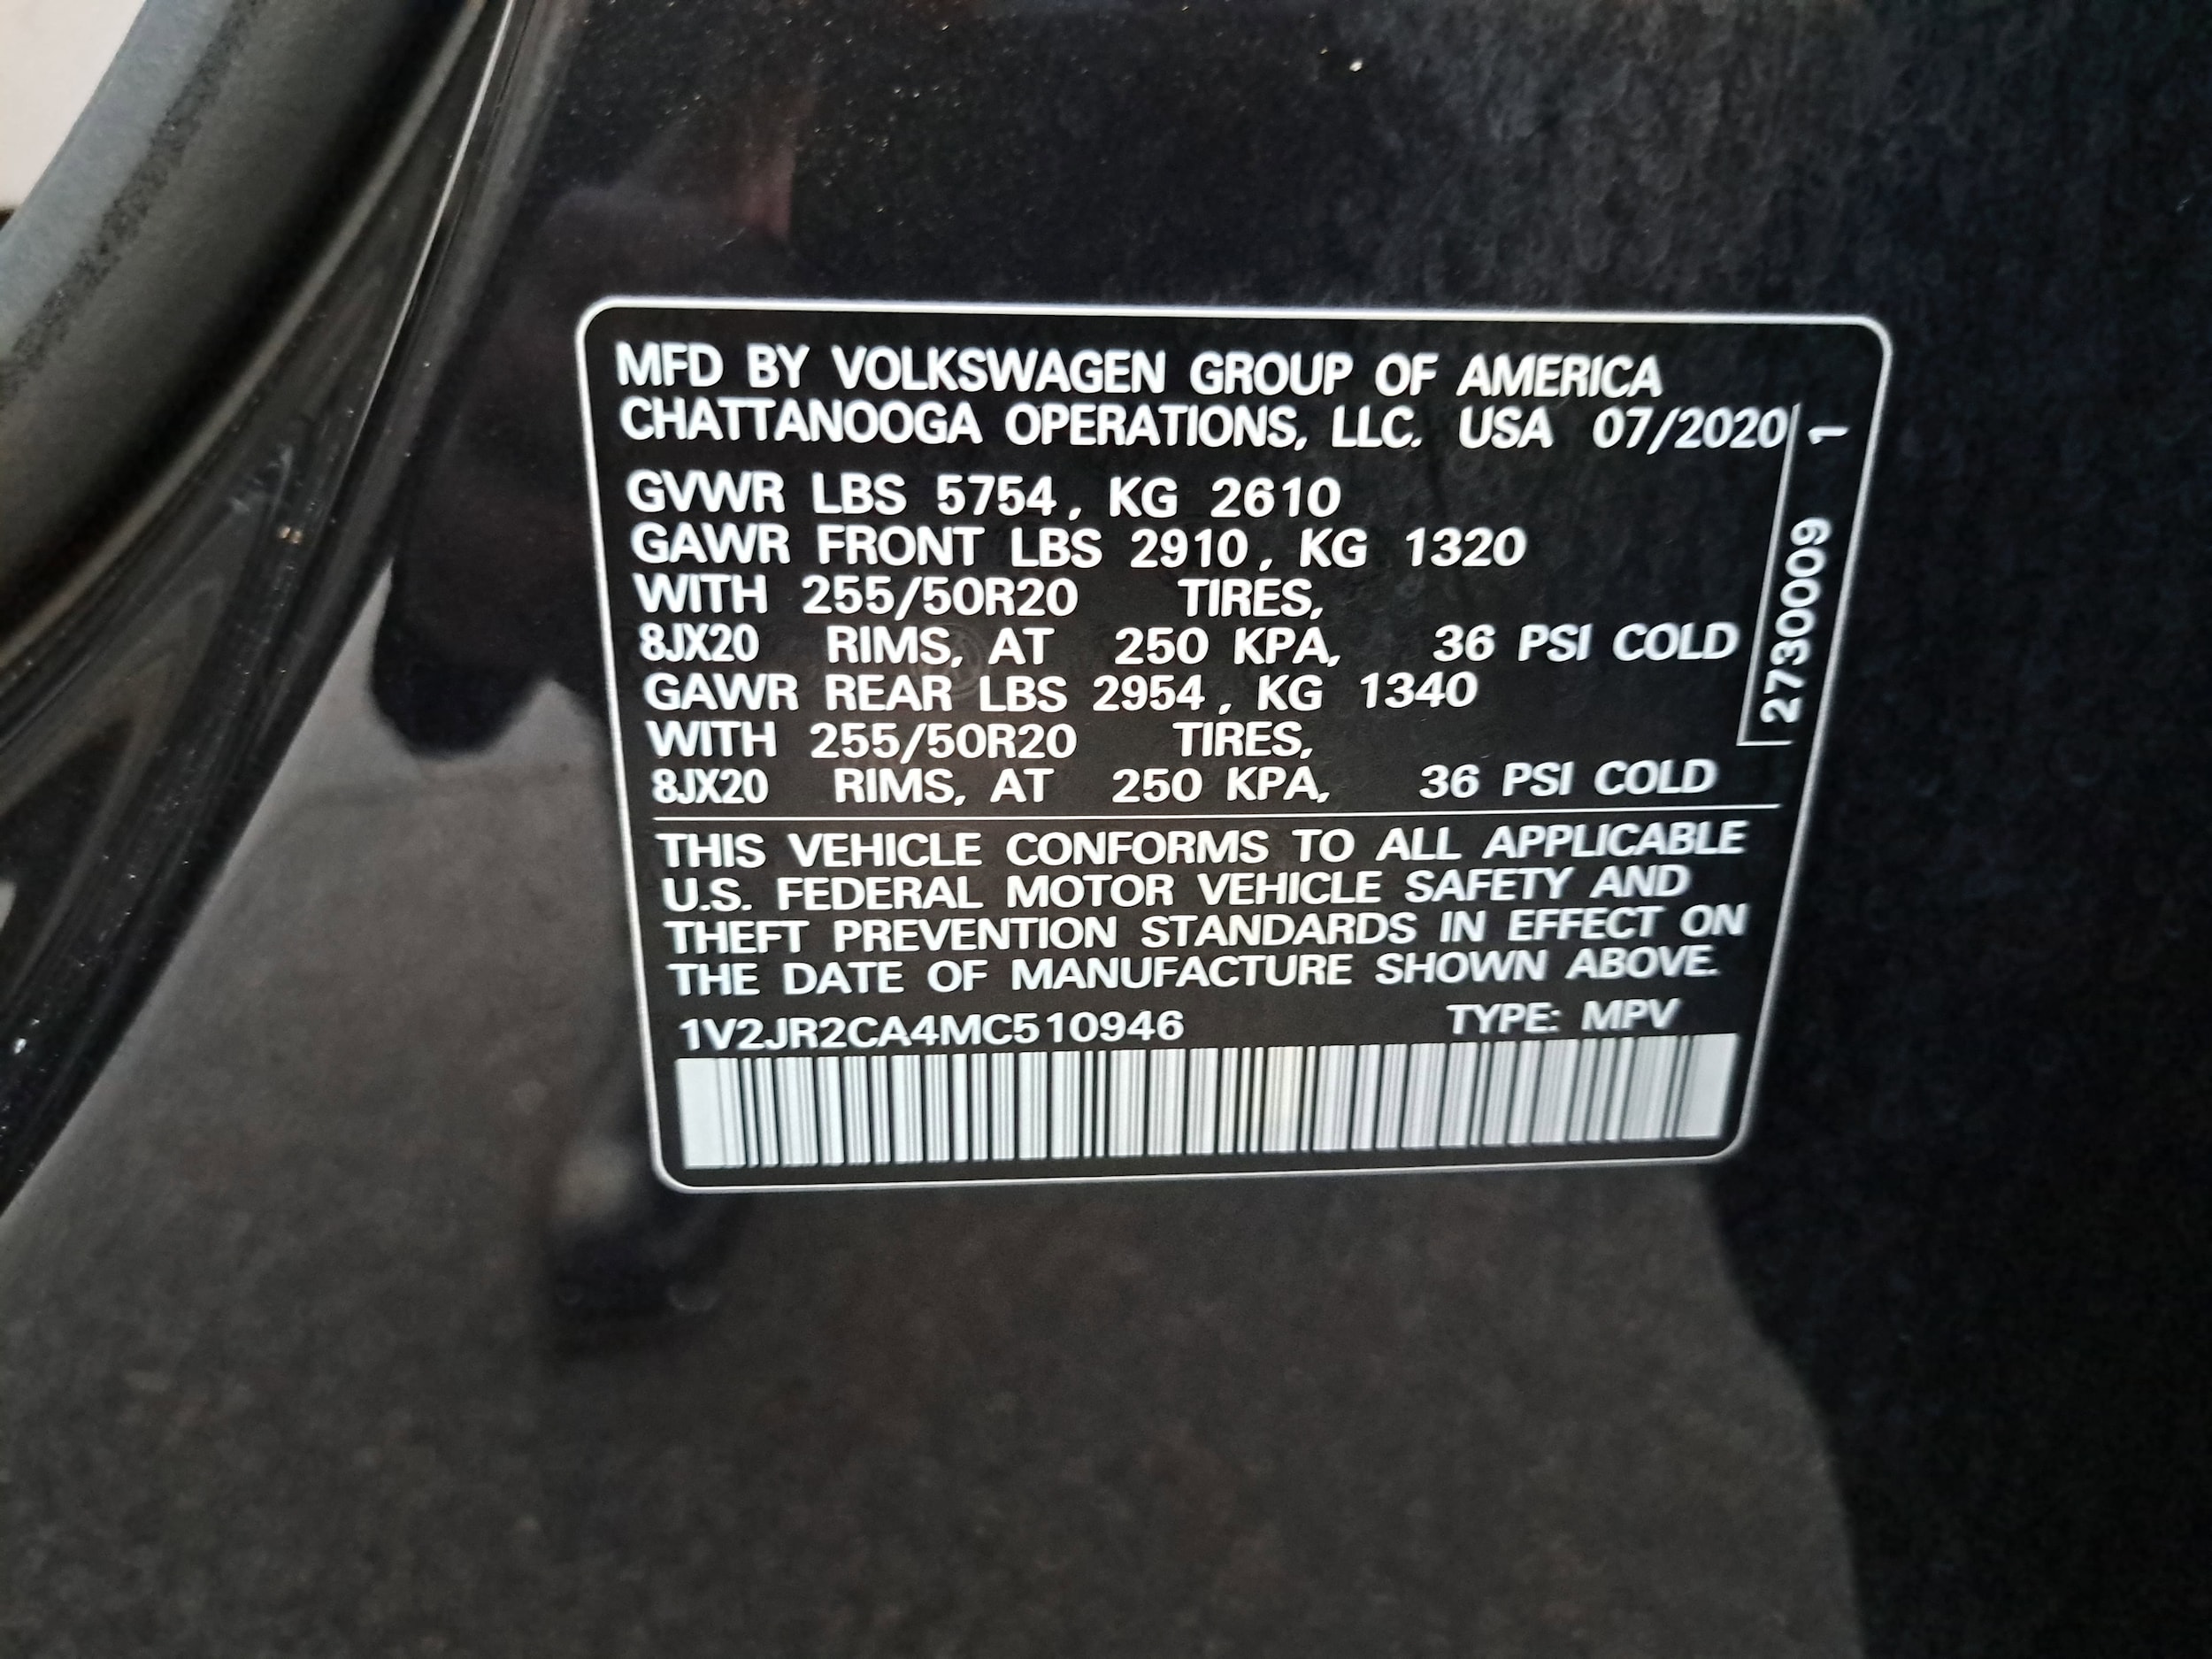 MFD BY VOLKSWAGEN GROUP OF AMERICA
CHATTANOOGA OPERATIONS, LLC. USA 07/2020
GVWR LBS 5754, KG 2610
GAWR FRONT LBS 2910, KG 1320
WITH 255/50R20 TIRES,
8JX20 RIMS, AT 250 KPA, 36 PSI COLD
GAWR REAR LBS 2954, KG 1340
WITH 255/50R20 TIRES,
8JX20 RIMS, AT 250 KPA, 36 PSI COLD
2730009 1
THIS VEHICLE CONFORMS TO ALL APPLICABLE
U.S. FEDERAL MOTOR VEHICLE SAFETY AND
THEFT PREVENTION STANDARDS IN EFFECT ON
THE DATE OF MANUFACTURE SHOWN ABOVE.
1V2JR2CA4MC510946 TYPE: MPV